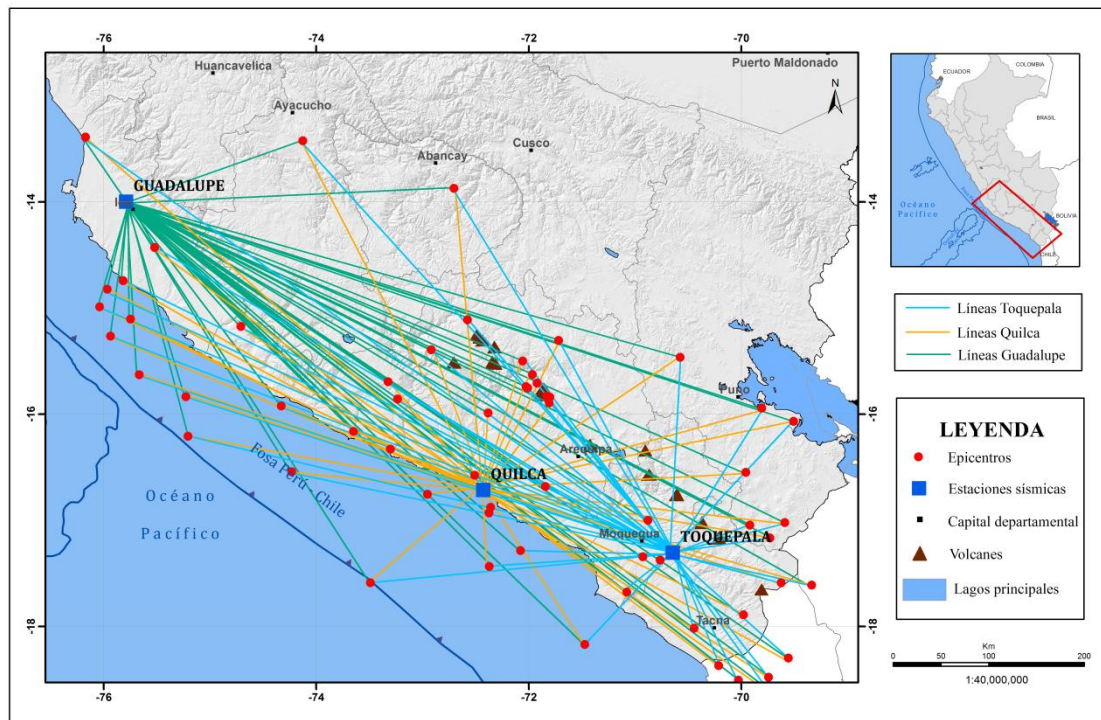 -76
-74
-72
-70
Huancavelica
Puerto Maldonado
Ayacucho
N
Abancay
Cusco
-14
-14
GUADALUPE
-16
-16
Puno
Arequipa
QUILCA
Fosa Perú - Chile
Océano
Pacífico
Moquegua
TOQUEPALA
Tacna
-18
-18
-76
-74
-72
-70
ECUADOR
COLOMBIA
BRASIL
Océano
Pacífico
BOLIVIA
CHILE
Líneas Toquepala
Líneas Quilca
Líneas Guadalupe
LEYENDA
Epicentros
Estaciones sísmicas
Capital departamental
Volcanes
Lagos principales
Km
0
50
100
200
1:40,000,000